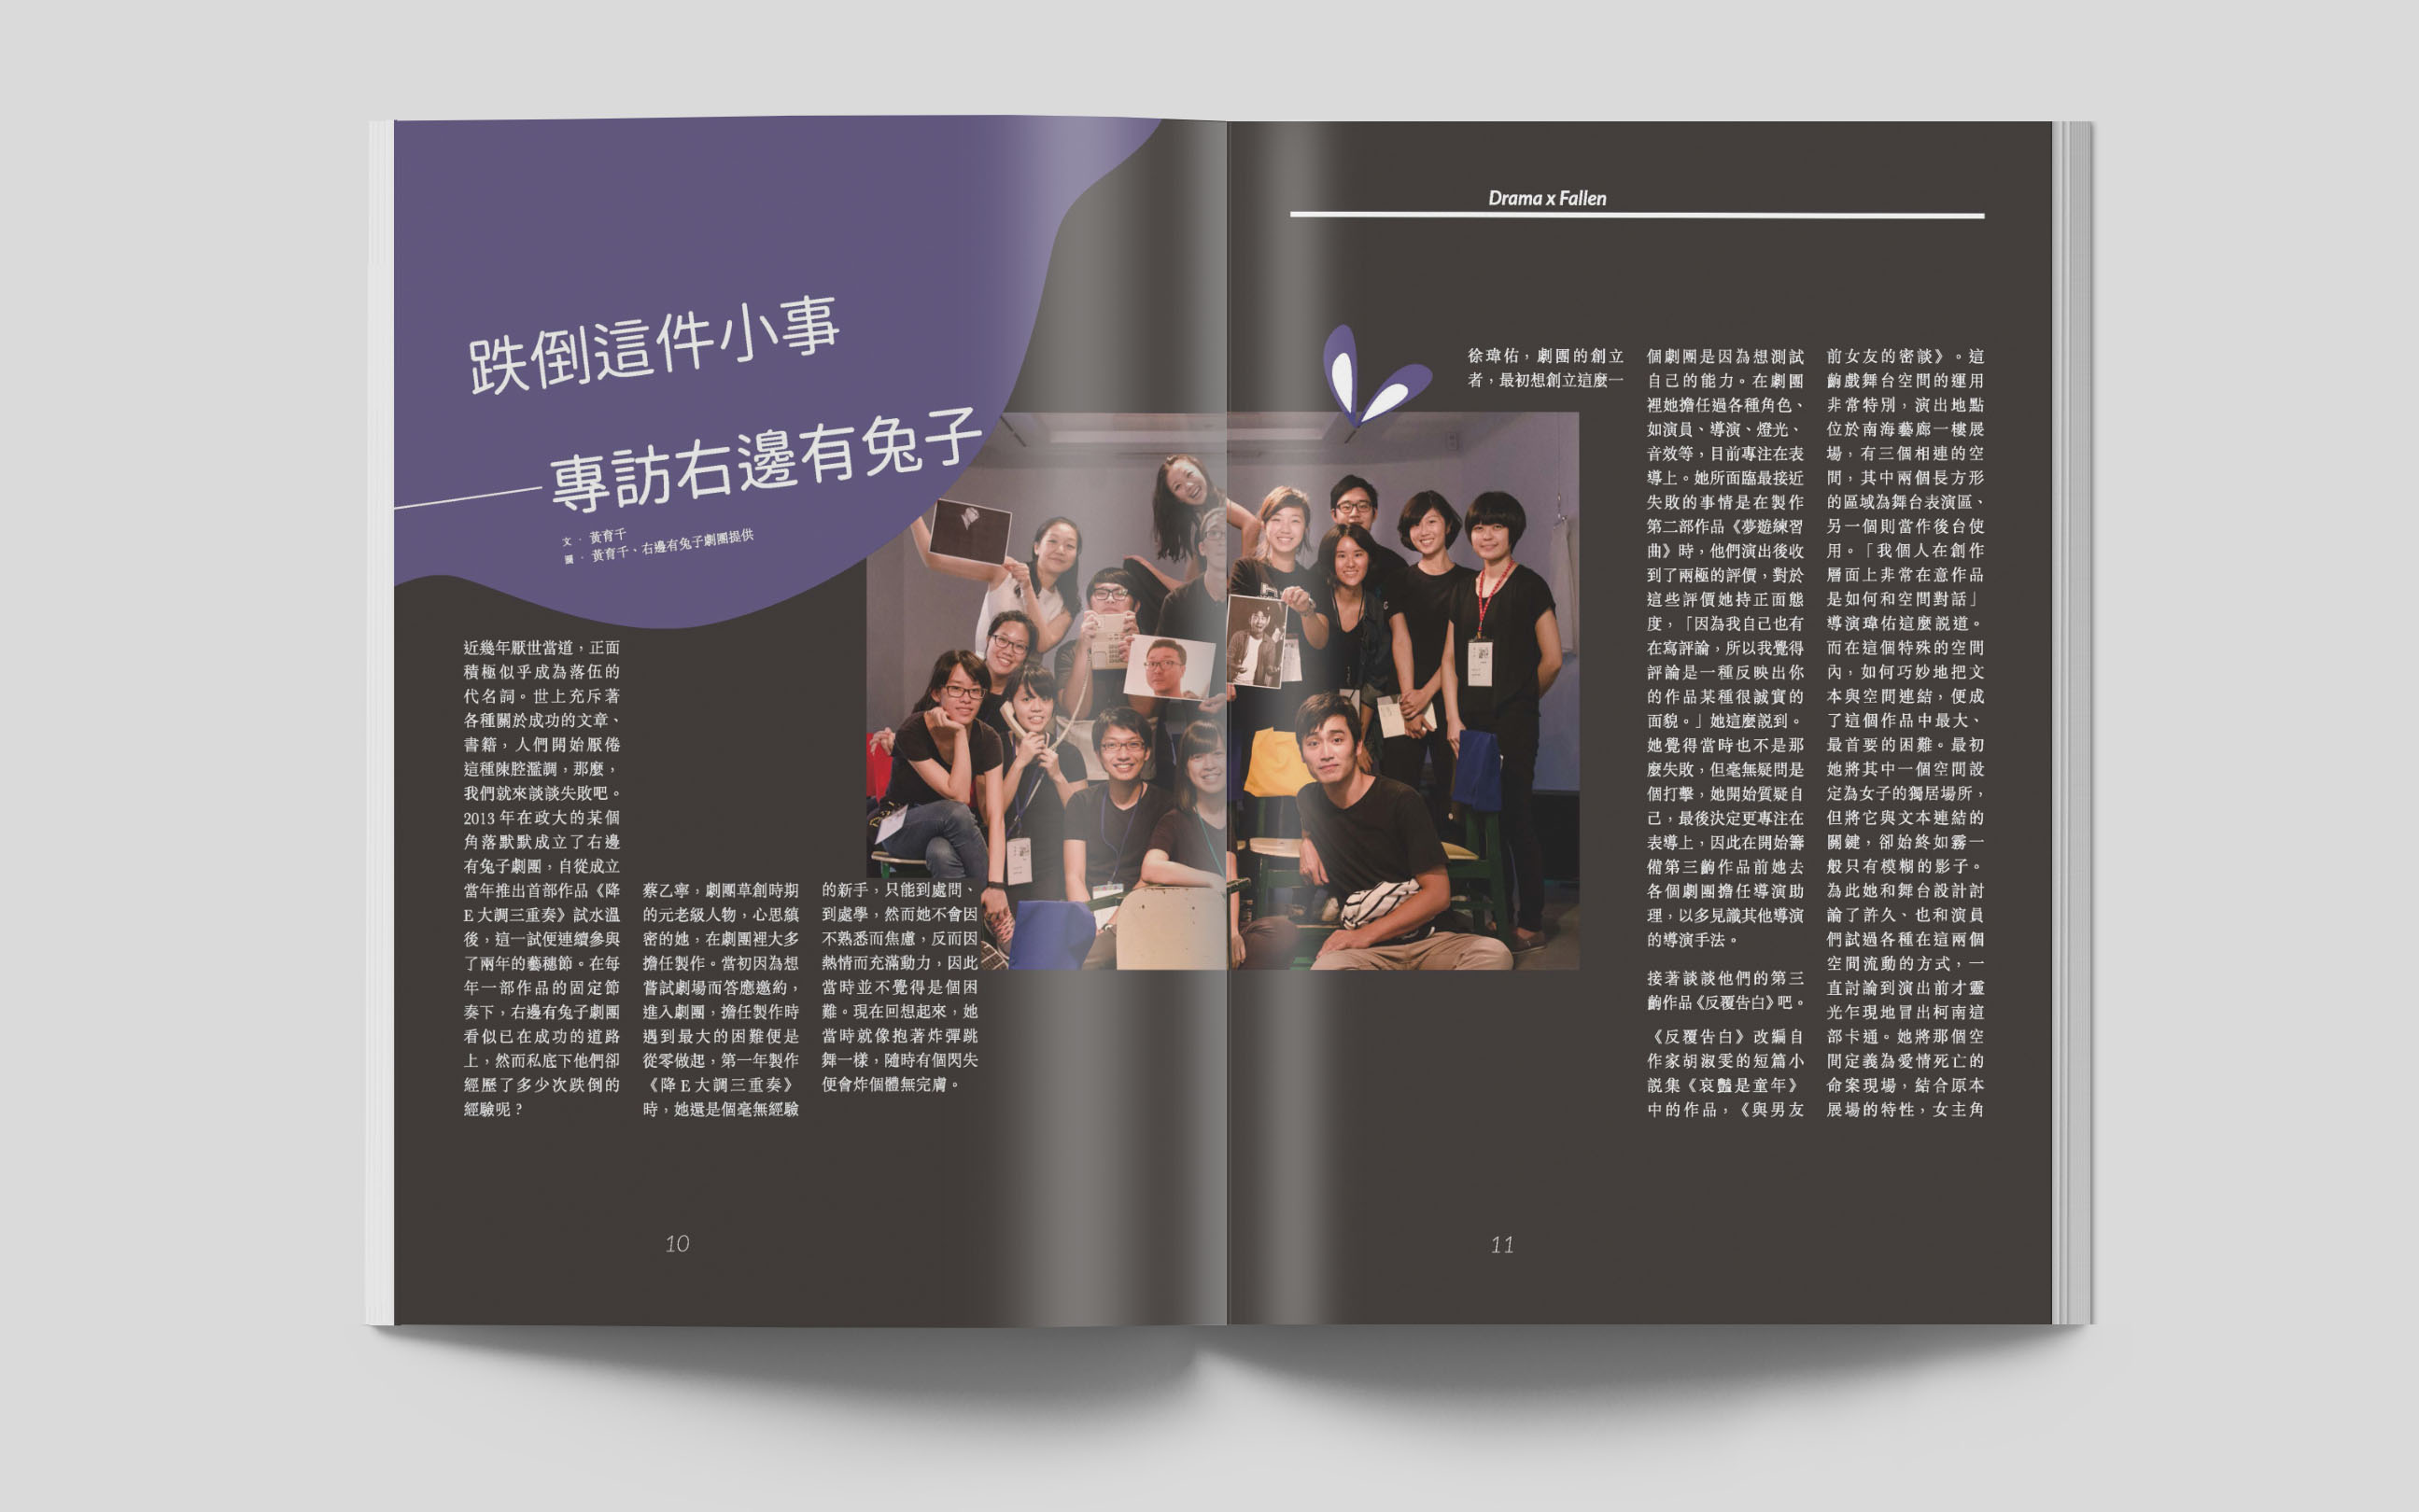 跌倒這件小事
專訪右邊有兔子
文 · 黃育千
圖 · 黃育千、右邊有兔子劇團提供
近幾年厭世當道，正面
積極似乎成為落伍的
代名詞。世上充斥著
各種關於成功的文章、
書籍，人們開始厭倦
這種陳腔濫調，那麼，
我們就來談談失敗吧。
2013 年在政大的某個
角落默默成立了右邊
有兔子劇團，自從成立
當年推出首部作品《降
E 大調三重奏》試水溫
後，這一試便連續參與
了兩年的藝穗節。在每
年一部作品的固定節
奏下，右邊有兔子劇團
看似已在成功的道路
上，然而私底下他們卻
經歷了多少次跌倒的
經驗呢？
蔡乙寧，劇團草創時期
的元老級人物，心思縝
密的她，在劇團裡大多
擔任製作。當初因為想
嘗試劇場而答應邀約，
進入劇團，擔任製作時
遇到最大的困難便是
從零做起，第一年製作
《降 E 大調三重奏》
時，她還是個毫無經驗
的新手，只能到處問、
到處學，然而她不會因
不熟悉而焦慮，反而因
熱情而充滿動力，因此
當時並不覺得是個困
難。現在回想起來，她
當時就像抱著炸彈跳
舞一樣，隨時有個閃失
便會炸個體無完膚。
10
Drama x Fallen
徐瑋佑，劇團的創立
者，最初想創立這麼一
個劇團是因為想測試
自己的能力。在劇團
裡她擔任過各種角色、
如演員、導演、燈光、
音效等，目前專注在表
導上。她所面臨最接近
失敗的事情是在製作
第二部作品《夢遊練習
曲》時，他們演出後收
到了兩極的評價，對於
這些評價她持正面態
度，「因為我自己也有
在寫評論，所以我覺得
評論是一種反映出你
的作品某種很誠實的
面貌。」她這麼說到。
她覺得當時也不是那
麼失敗，但毫無疑問是
個打擊，她開始質疑自
己，最後決定更專注在
表導上，因此在開始籌
備第三齣作品前她去
各個劇團擔任導演助
理，以多見識其他導演
的導演手法。
接著談談他們的第三
齣作品《反覆告白》吧。
《反覆告白》改編自
作家胡淑雯的短篇小
說集《哀豔是童年》
中的作品，《與男友
前女友的密談》。這
齣戲舞台空間的運用
非常特別，演出地點
位於南海藝廊一樓展
場，有三個相連的空
間，其中兩個長方形
的區域為舞台表演區、
另一個則當作後台使
用。「我個人在創作
層面上非常在意作品
是如何和空間對話」
導演瑋佑這麼說道。
而在這個特殊的空間
內，如何巧妙地把文
本與空間連結，便成
了這個作品中最大、
最首要的困難。最初
她將其中一個空間設
定為女子的獨居場所，
但將它與文本連結的
關鍵，卻始終如霧一
般只有模糊的影子。
為此她和舞台設計討
論了許久、也和演員
們試過各種在這兩個
空間流動的方式，一
直討論到演出前才靈
光乍現地冒出柯南這
部卡通。她將那個空
間定義為愛情死亡的
命案現場，結合原本
展場的特性，女主角
11